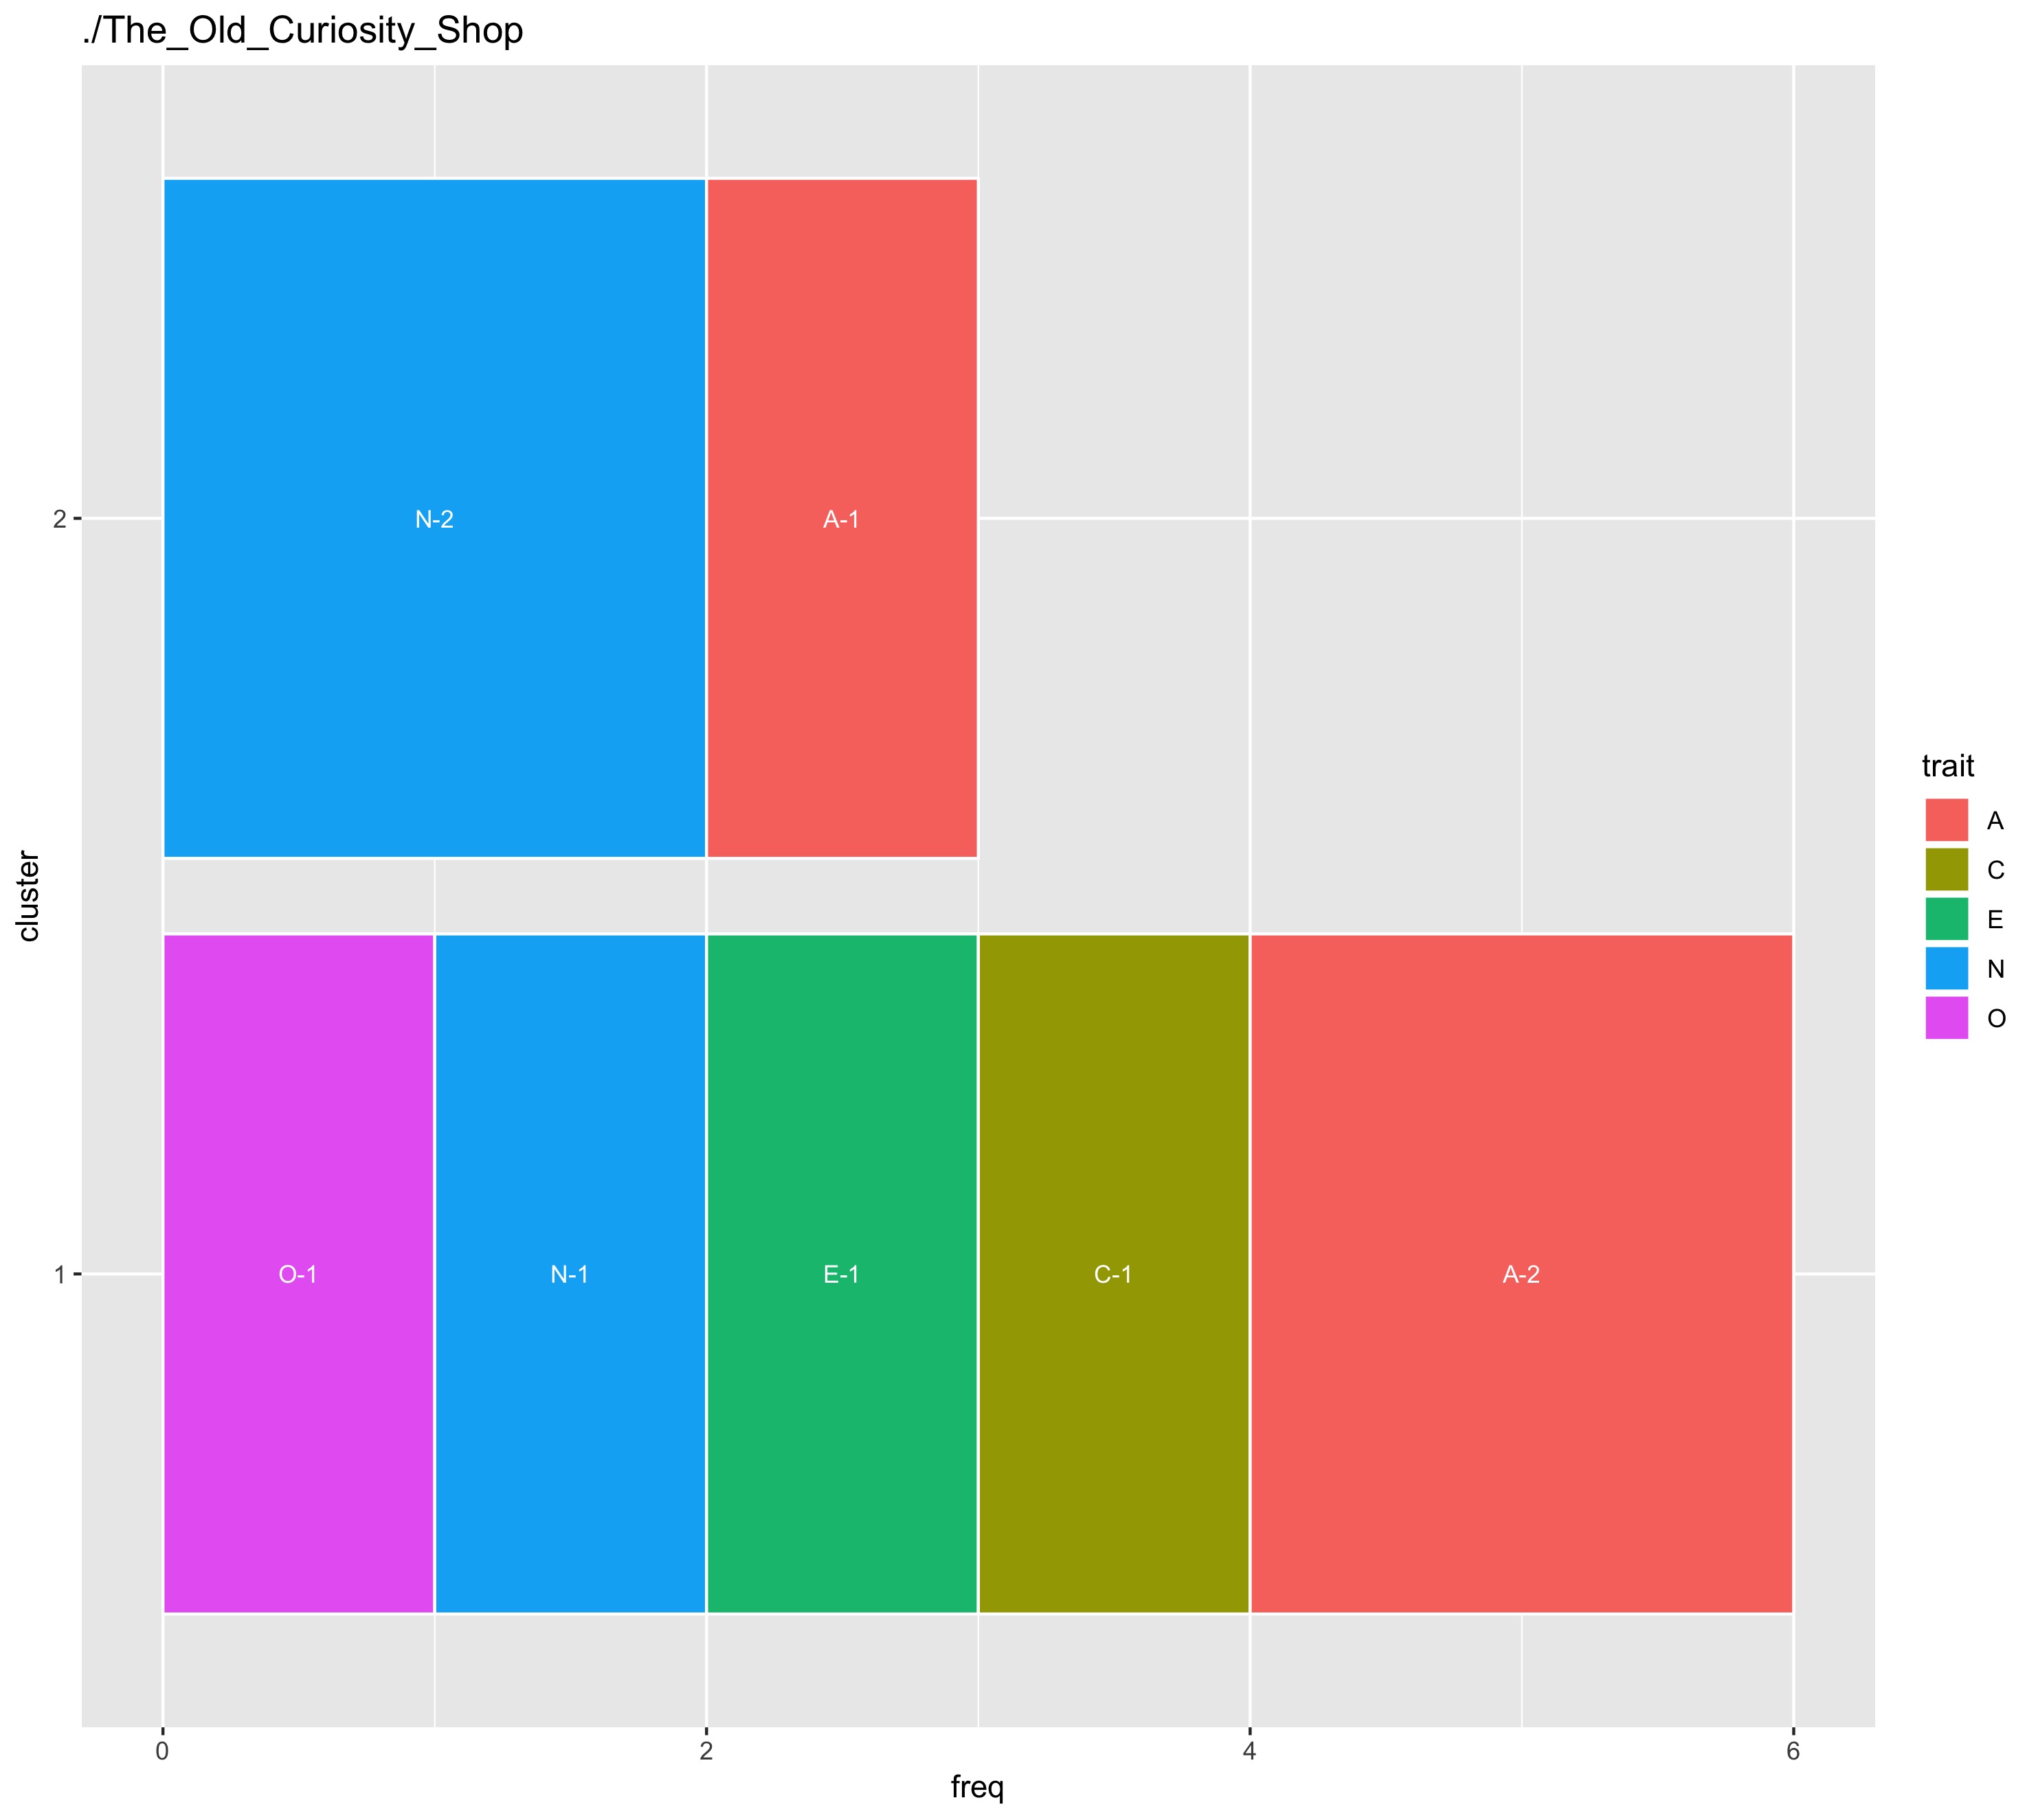 ./The_Old_Curiosity_Shop
cluster
2
N-2
A-1
1
O-1
N-1
E-1
C-1
A-2
0
2
4
6
freq
trait
A
C
E
N
O